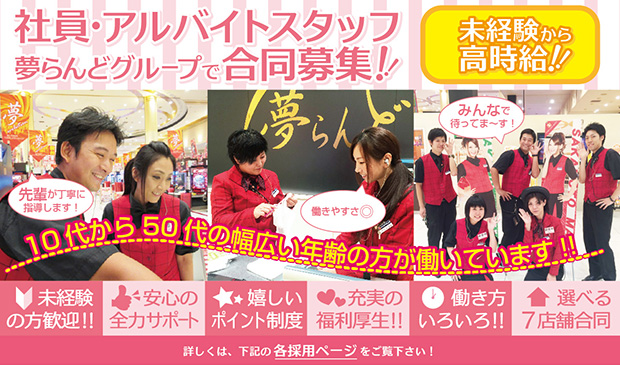 社員・アルバイトスタッフ
夢らんどグループで合同募集!!
未経験から
高時給!!
夢
夢らんど
みんなで
待ってま〜す!
先輩が丁寧に
指導します!
働きやすさ◎
10代から50代の幅広い年齢の方が働いています!!
未経験
の方歓迎!!
安心の
全力サポート
嬉しい
ポイント制度
充実の
福利厚生!!
働き方
いろいろ!!
選べる
7店舗合同
詳しくは、下記の各採用ページをご覧下さい!